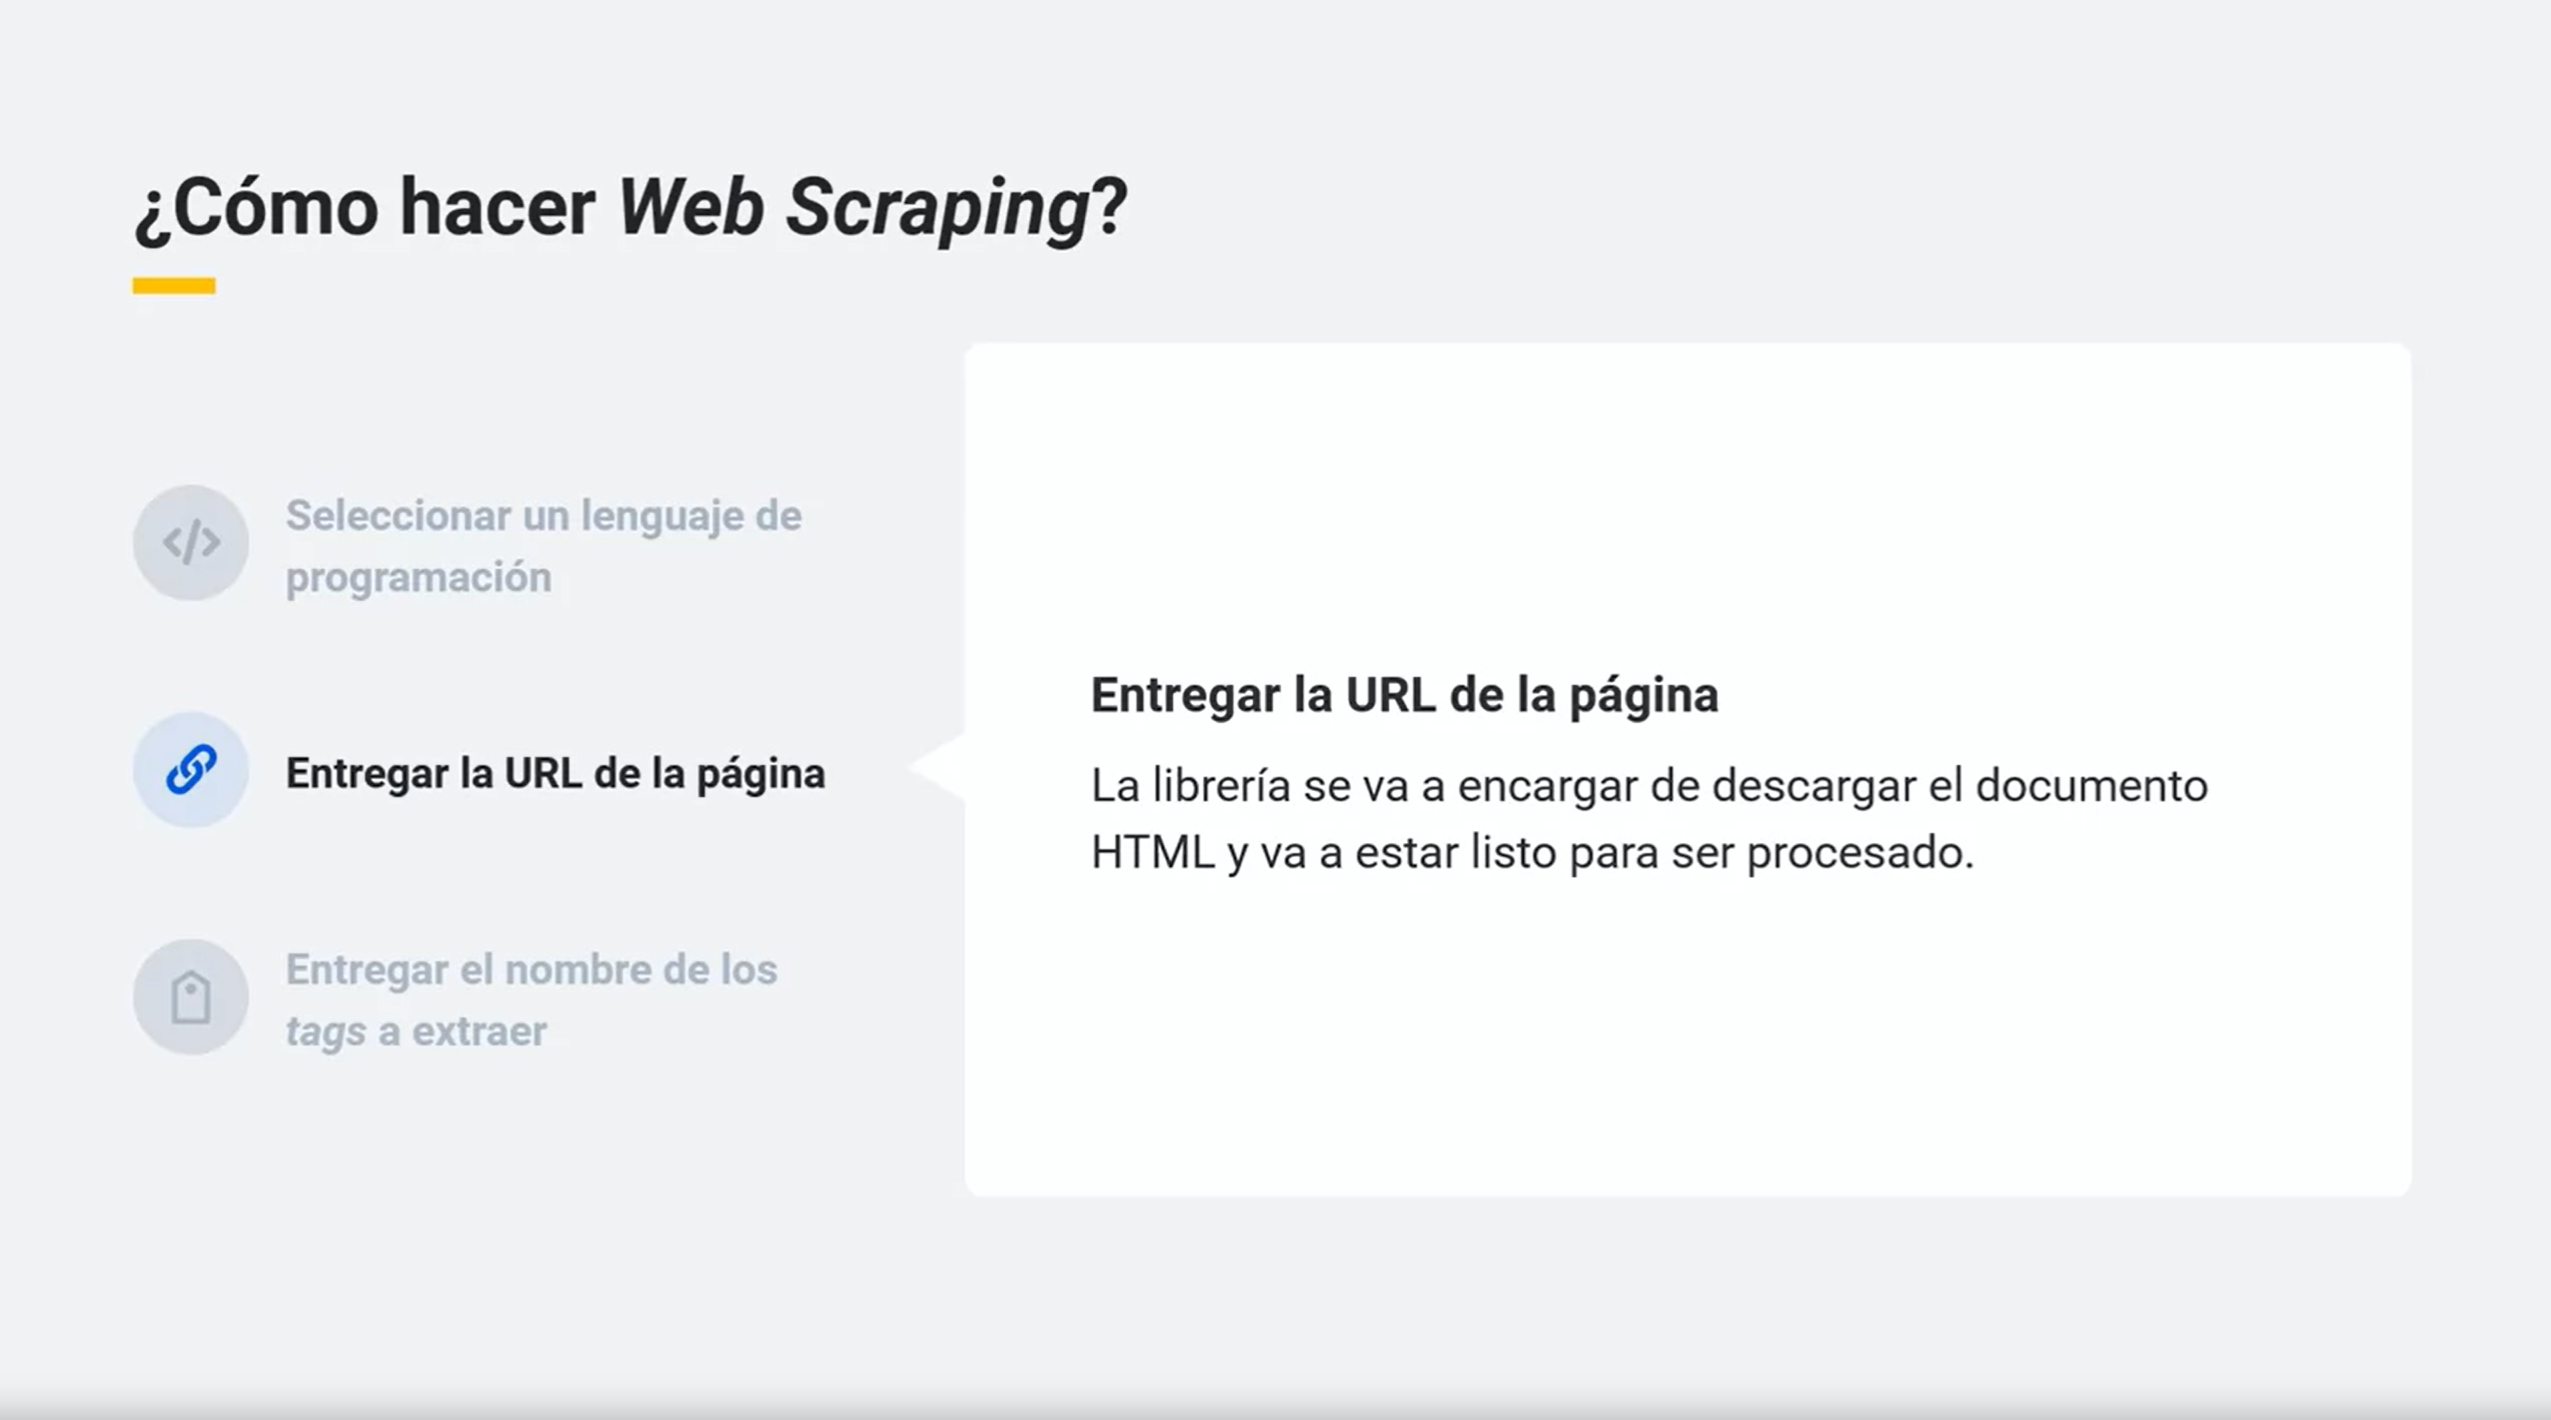 ¿Cómo hacer Web Scraping?
Seleccionar un lenguaje de
programación
Entregar la URL de la página
Entregar el nombre de los
tags a extraer
Entregar la URL de la página
La librería se va a encargar de descargar el documento
HTML y va a estar listo para ser procesado.